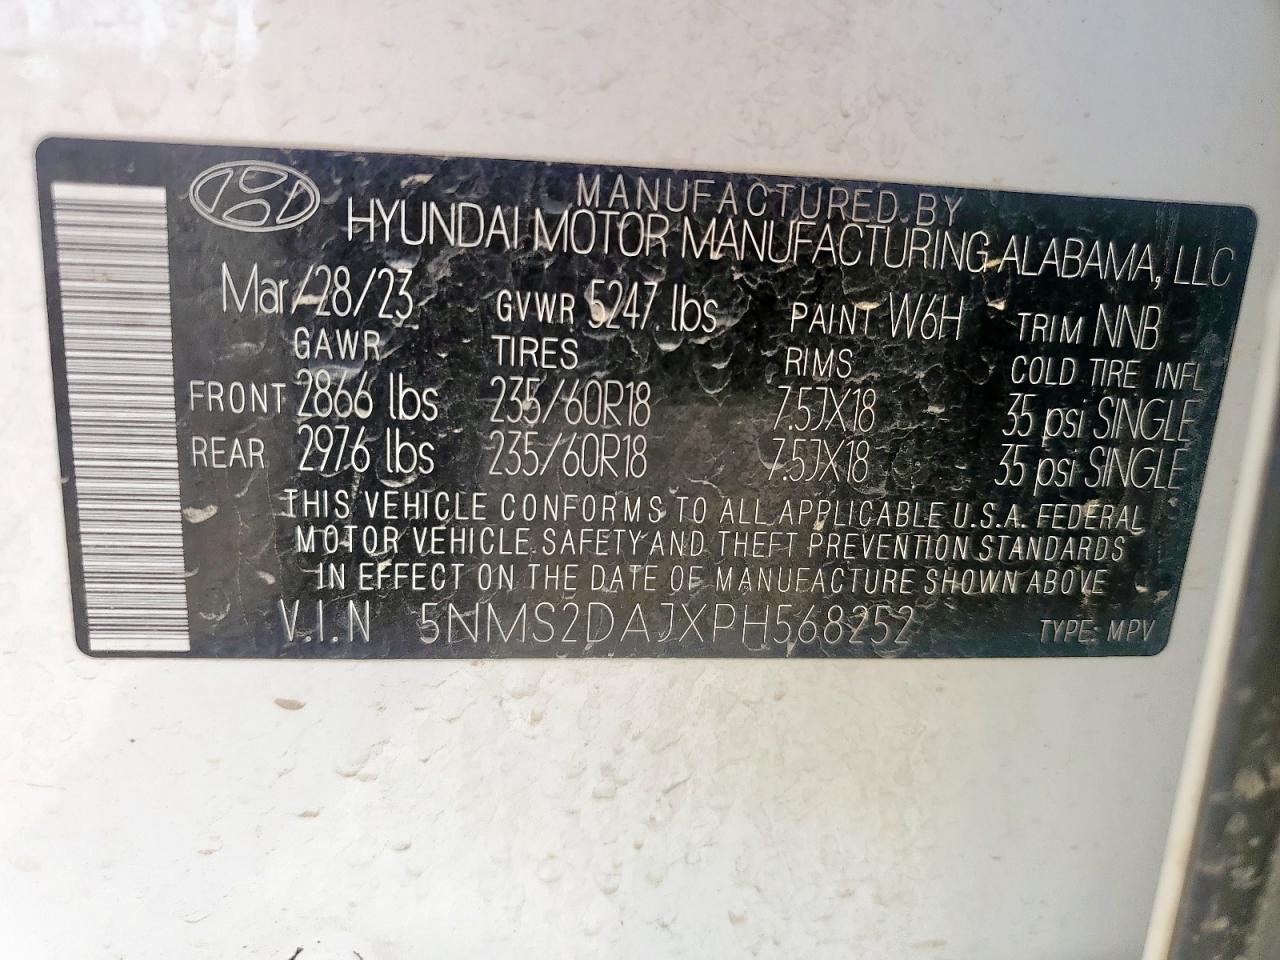 MANUFACTURED BY
HYUNDAI MOTOR MANUFACTURING ALABAMA, LLC
Mar/28/23 GVWR 5247 lbs PAINT W6H TRIM NNB
GAWR TIRES RIMS COLD TIRE INFL
FRONT 2866 lbs 235/60R18 7.5JX18 35 psi SINGLE
REAR 2976 lbs 235/60R18 7.5JX18 35 psi SINGLE
THIS VEHICLE CONFORMS TO ALL APPLICABLE U.S.A. FEDERAL
MOTOR VEHICLE SAFETY AND THEFT PREVENTION STANDARDS
IN EFFECT ON THE DATE OF MANUFACTURE SHOWN ABOVE
V.I.N 5NMS2DAJXPH568252 TYPE: MPV